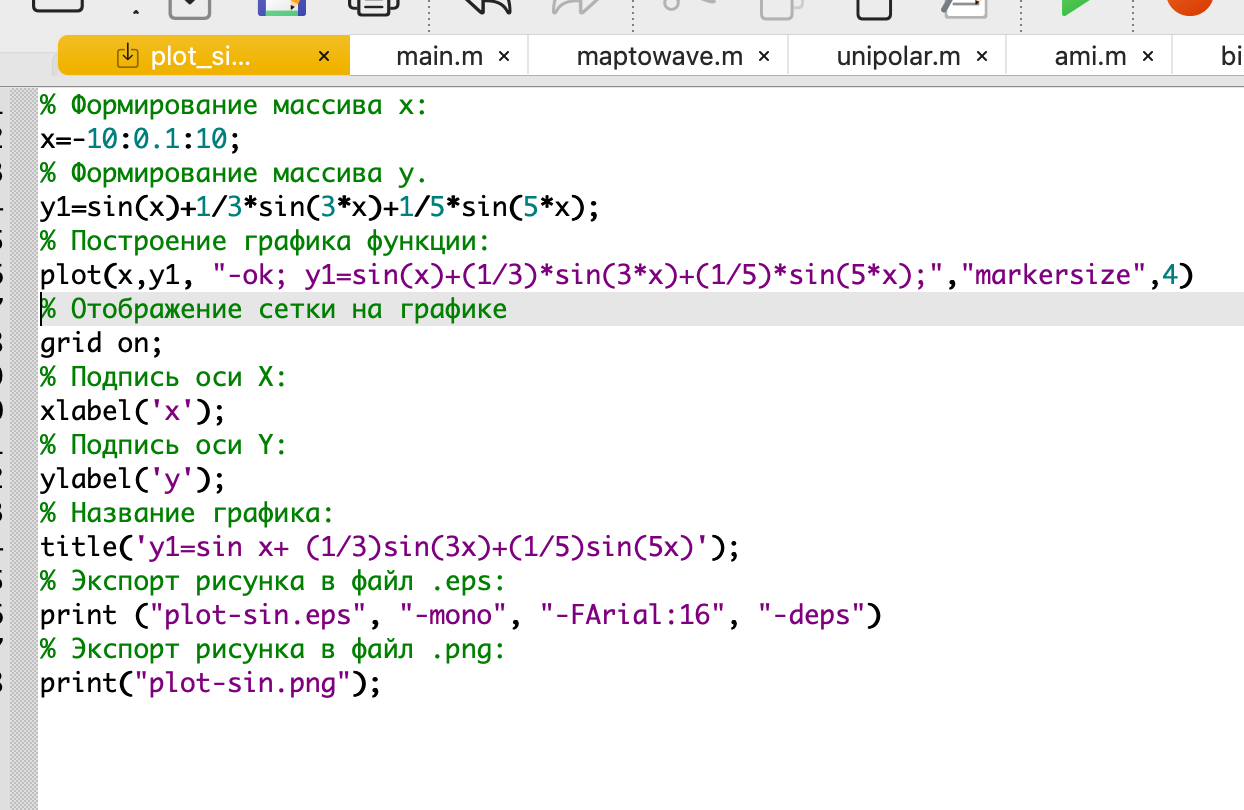 plot_si...
main.m
maptowave.m
unipolar.m
ami.m
bi
% Формирование массива x:
x=-10:0.1:10;
% Формирование массива y.
y1=sin(x)+1/3*sin(3*x)+1/5*sin(5*x);
% Построение графика функции:
plot(x,y1, "-ok; y1=sin(x)+(1/3)*sin(3*x)+(1/5)*sin(5*x);","markersize",4)
% Отображение сетки на графике
grid on;
% Подпись оси X:
xlabel('x');
% Подпись оси Y:
ylabel('y');
% Название графика:
title('y1=sin x+ (1/3)sin(3x)+(1/5)sin(5x)');
% Экспорт рисунка в файл .eps:
print ("plot-sin.eps", "-mono", "-FArial:16", "-deps")
% Экспорт рисунка в файл .png:
print("plot-sin.png");